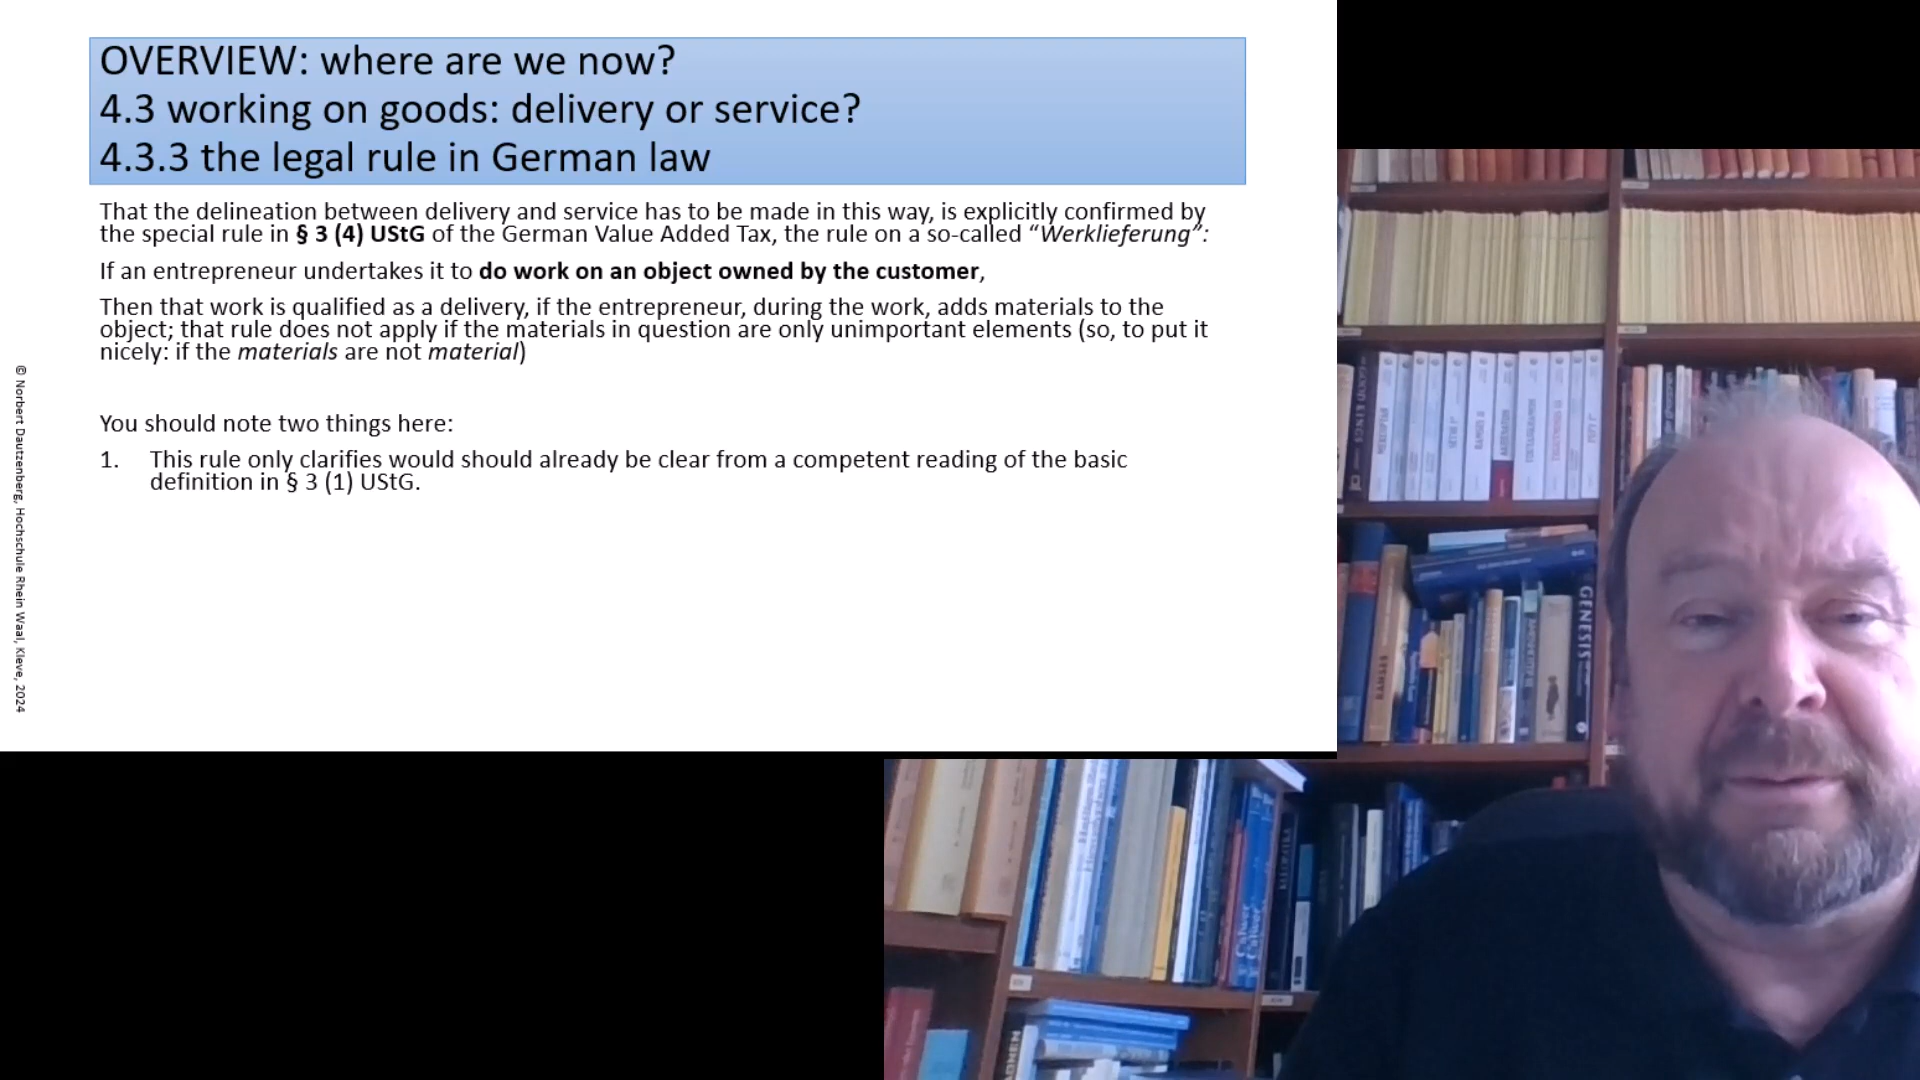 OVERVIEW: where are we now?
4.3 working on goods: delivery or service?
4.3.3 the legal rule in German law
That the delineation between delivery and service has to be made in this way, is explicitly confirmed by
the special rule in § 3 (4) UStG of the German Value Added Tax, the rule on a so-called “Werklieferung”:
If an entrepreneur undertakes it to do work on an object owned by the customer,
Then that work is qualified as a delivery, if the entrepreneur, during the work, adds materials to the
object; that rule does not apply if the materials in question are only unimportant elements (so, to put it
nicely: if the materials are not material)
You should note two things here:
1. This rule only clarifies would should already be clear from a competent reading of the basic
definition in § 3 (1) UStG.
© Norbert Dautzenberg, Hochschule Rhein Waal, Kleve, 2024
GENESIS
RAMSES